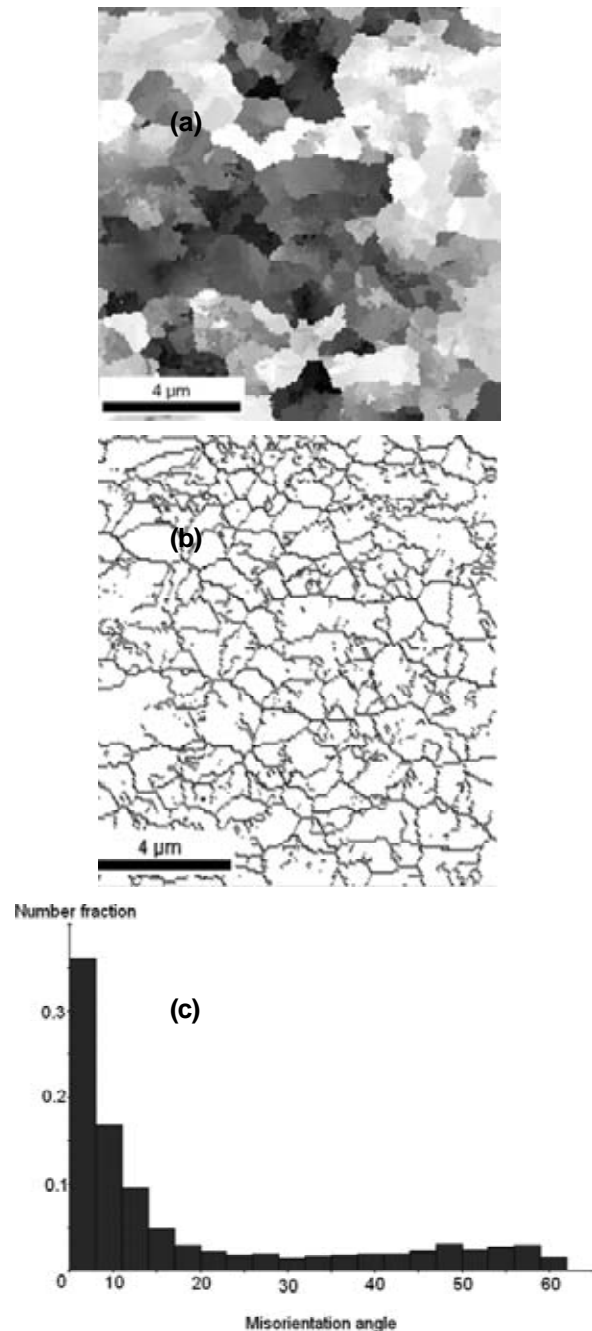 (a)
4 µm
(b)
4 µm
Number fraction
(c)
0.3
0.2
0.1
0 10 20 30 40 50 60
Misorientation angle